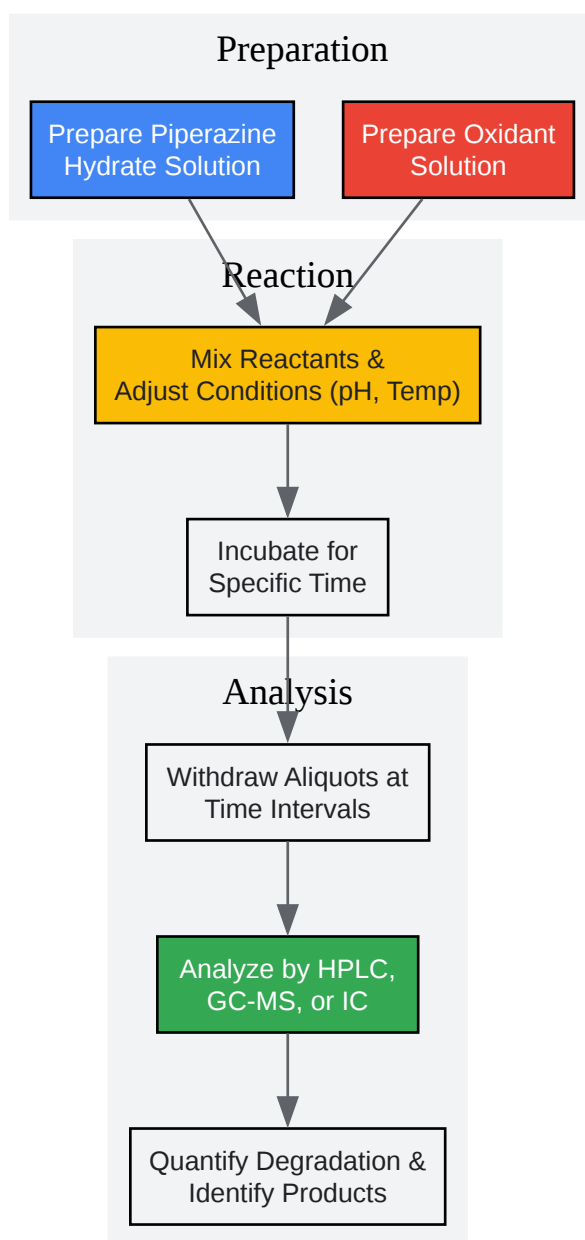 Preparation
Prepare Piperazine
Hydrate Solution
Prepare Oxidant
Solution
Reaction
Mix Reactants &
Adjust Conditions (pH, Temp)
Incubate for
Specific Time
Analysis
Withdraw Aliquots at
Time Intervals
Analyze by HPLC,
GC-MS, or IC
Quantify Degradation &
Identify Products